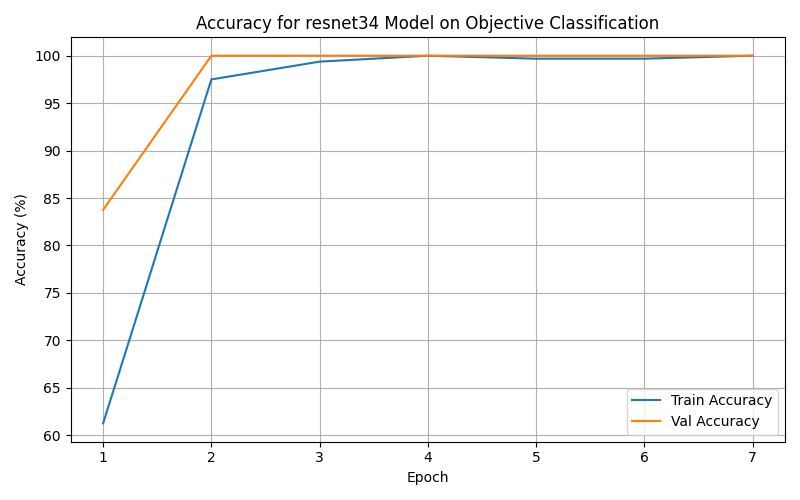 Accuracy for resnet34 Model on Objective Classification
100
95
90
85
80
75
70
65
60
Accuracy (%)
Train Accuracy
Val Accuracy
1 2 3 4 5 6 7
Epoch